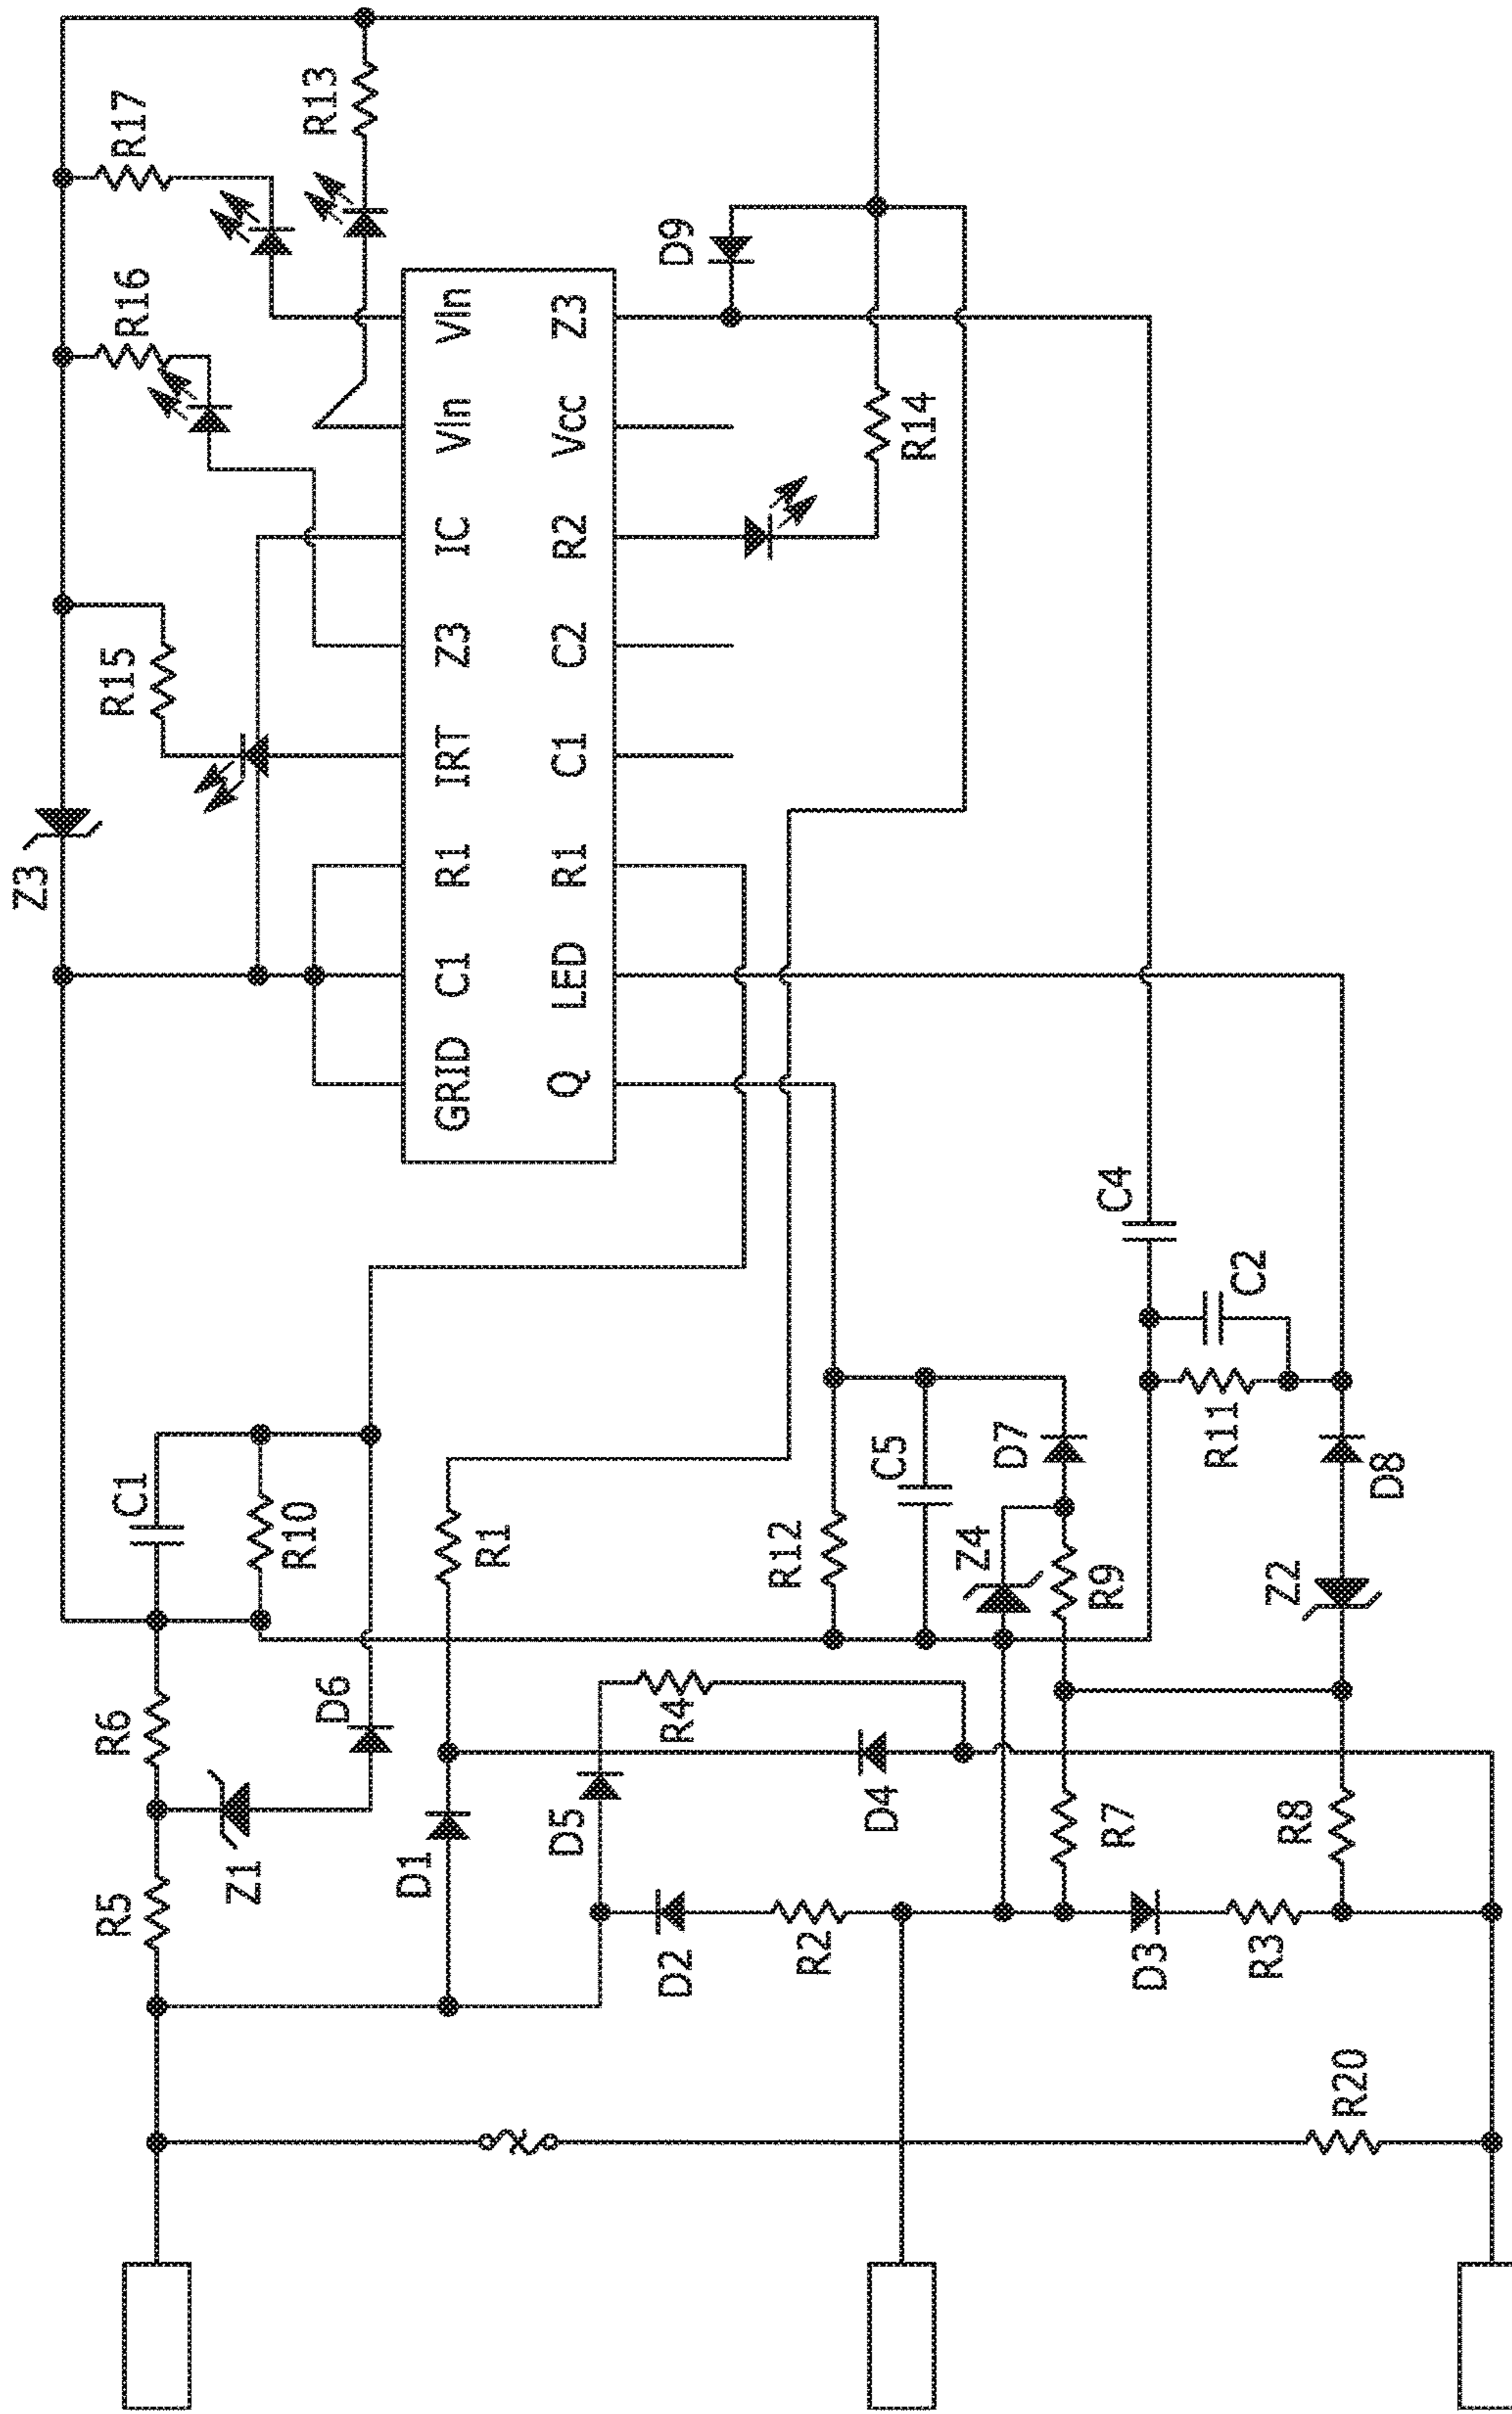 Z3
R17
R16
R15
R13
VIn
VIn
IC
Z3
IRT
R1
C1
GRID
Z3
Vcc
R2
C2
C1
R1
LED
Q
D9
R14
C4
C2
R11
C1
R10
R1
R12
C5
D7
Z4
R9
Z2
D8
R6
D6
R5
Z1
D1
D5
R4
D4
D2
R2
R7
R8
D3
R3
R20